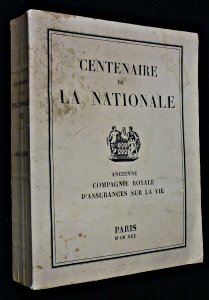 CENTENAIRE
DE
LA NATIONALE
ANCIENNE
COMPAGNIE ROYALE
D'ASSURANCES SUR LA VIE
PARIS
M CM XXX